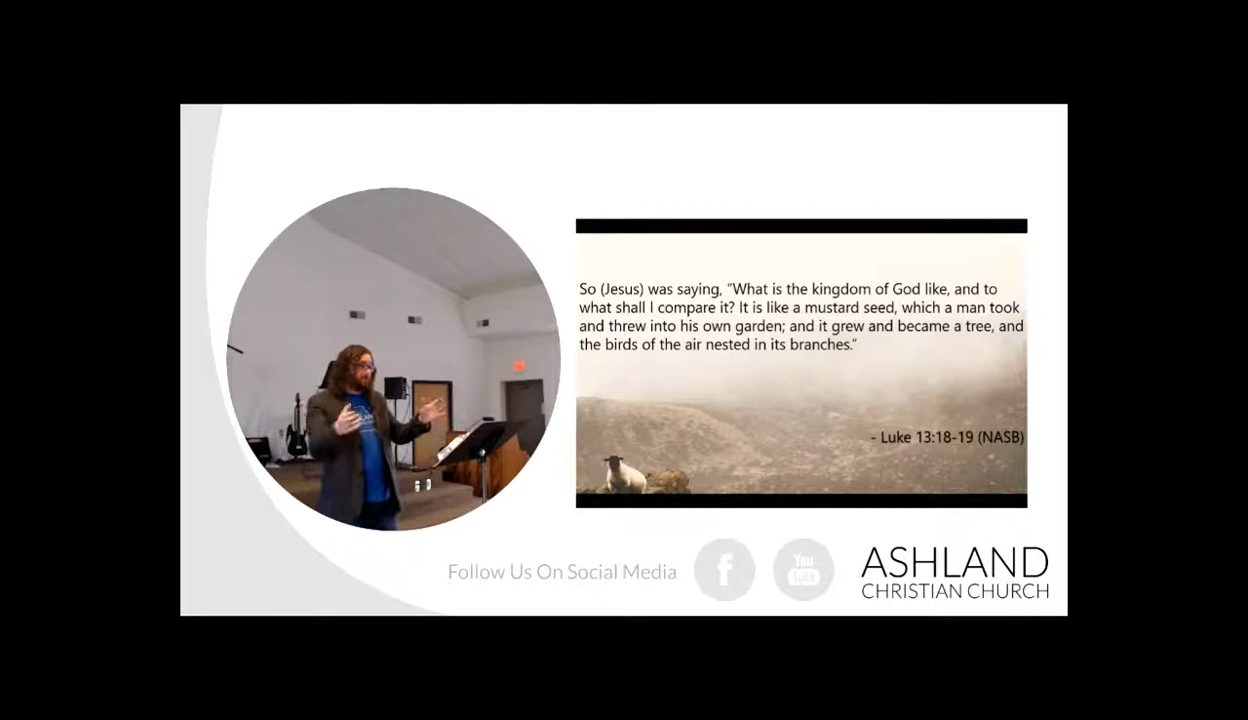 So (Jesus) was saying, “What is the kingdom of God like, and to
what shall I compare it? It is like a mustard seed, which a man took
and threw into his own garden; and it grew and became a tree, and
the birds of the air nested in its branches.”
- Luke 13:18-19 (NASB)
Follow Us On Social Media
f
You
Tube
ASHLAND
CHRISTIAN CHURCH